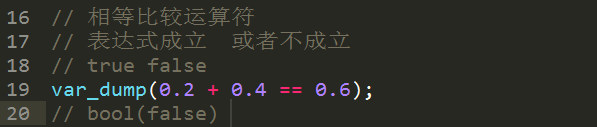 16 // 相等比较运算符
17 // 表达式成立 或者不成立
18 // true false
19 var_dump(0.2 + 0.4 == 0.6);
20 // bool(false)